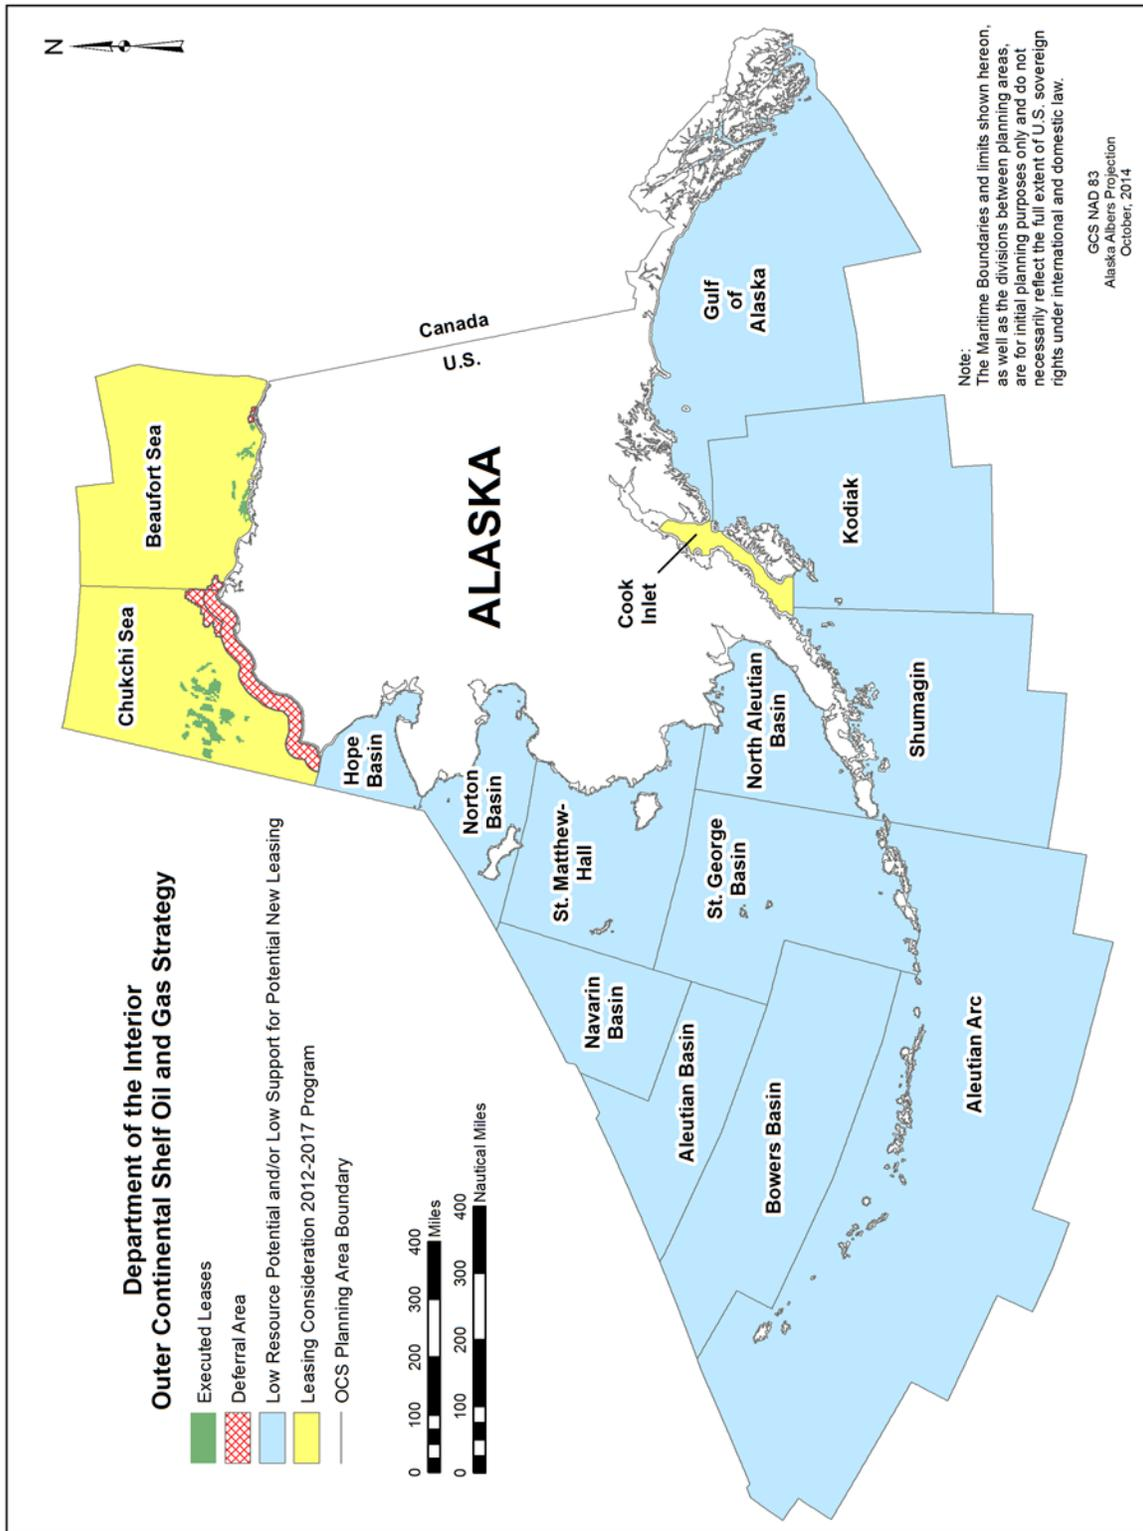 Department of the Interior
Outer Continental Shelf Oil and Gas Strategy
Executed Leases
Deferral Area
Low Resource Potential and/or Low Support for Potential New Leasing
Leasing Consideration 2012-2017 Program
OCS Planning Area Boundary
0 100 200 300 400
Miles
0 100 200 300 400
Nautical Miles
N
Chukchi Sea
Beaufort Sea
Hope
Basin
Norton
Basin
St. Matthew-
Hall
Navarin
Basin
Aleutian Basin
Bowers Basin
St. George
Basin
North Aleutian
Basin
Aleutian Arc
Shumagin
Kodiak
Cook
Inlet
Gulf
of
Alaska
ALASKA
Canada
U.S.
Note:
The Maritime Boundaries and limits shown hereon,
as well as the divisions between planning areas,
are for initial planning purposes only and do not
necessarily reflect the full extent of U.S. sovereign
rights under international and domestic law.
GCS NAD 83
Alaska Albers Projection
October, 2014